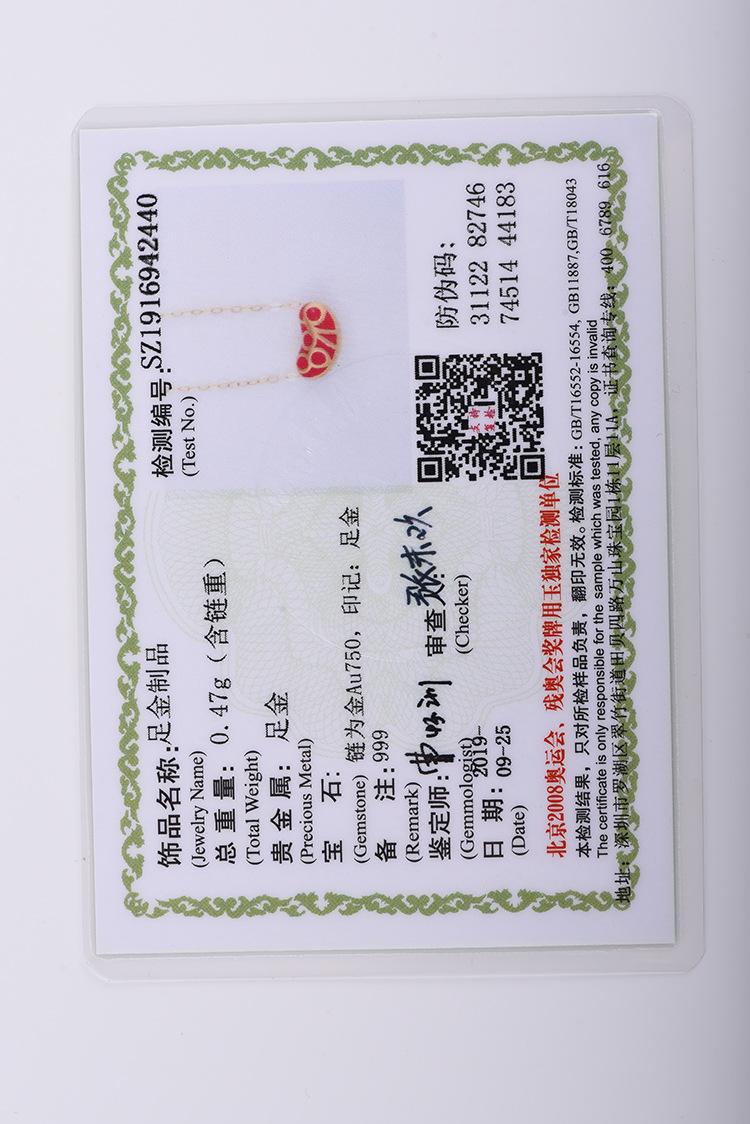 检测编号:SZ1916942440
(Test No.)
饰品名称:足金制品
(Jewelry Name)
总重量:0.47g(含链重)
(Total Weight)
贵金属:足金
(Precious Metal)
宝石:链为金Au750, 印记:足金
(Gemstone)
备注:999
(Remark)
鉴定师:
(Gemmologist)
审查:
(Checker)
日期:2019-
09-25
(Date)
防伪码:
31122 82746
74514 44183
北京2008奥运会、残奥会奖牌用玉独家检测单位
本检测结果, 只对所检样品负责, 翻印无效。检测标准: GB/T16552-16554, GB11887,GB/T18043
The certificate is only responsible for the sample which was tested, any copy is invalid
地址: 深圳市罗湖区翠竹街道田贝四路万山珠宝园1栋11层11A, 证书查询专线: 400 6789 616